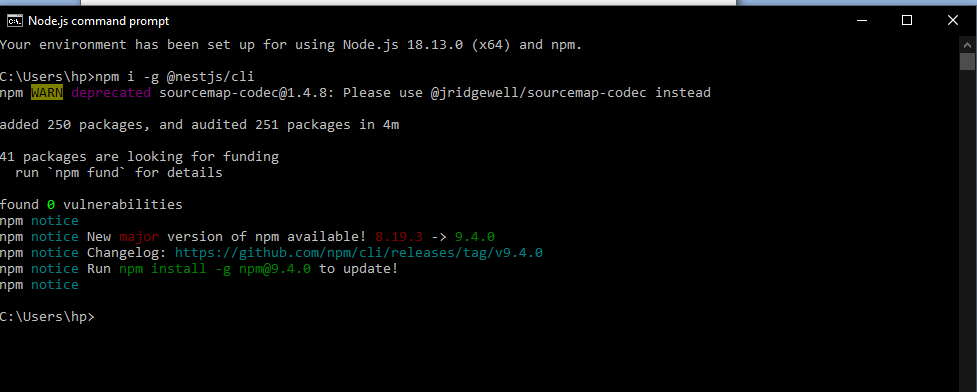 Node.js command prompt
Your environment has been set up for using Node.js 18.13.0 (x64) and npm.
C:\Users\hp>npm i -g @nestjs/cli
npm WARN deprecated sourcemap-codec@1.4.8: Please use @jridgewell/sourcemap-codec instead
added 250 packages, and audited 251 packages in 4m
41 packages are looking for funding
  run `npm fund` for details
found 0 vulnerabilities
npm notice
npm notice New major version of npm available! 8.19.3 -> 9.4.0
npm notice Changelog: https://github.com/npm/cli/releases/tag/v9.4.0
npm notice Run npm install -g npm@9.4.0 to update!
npm notice
C:\Users\hp>